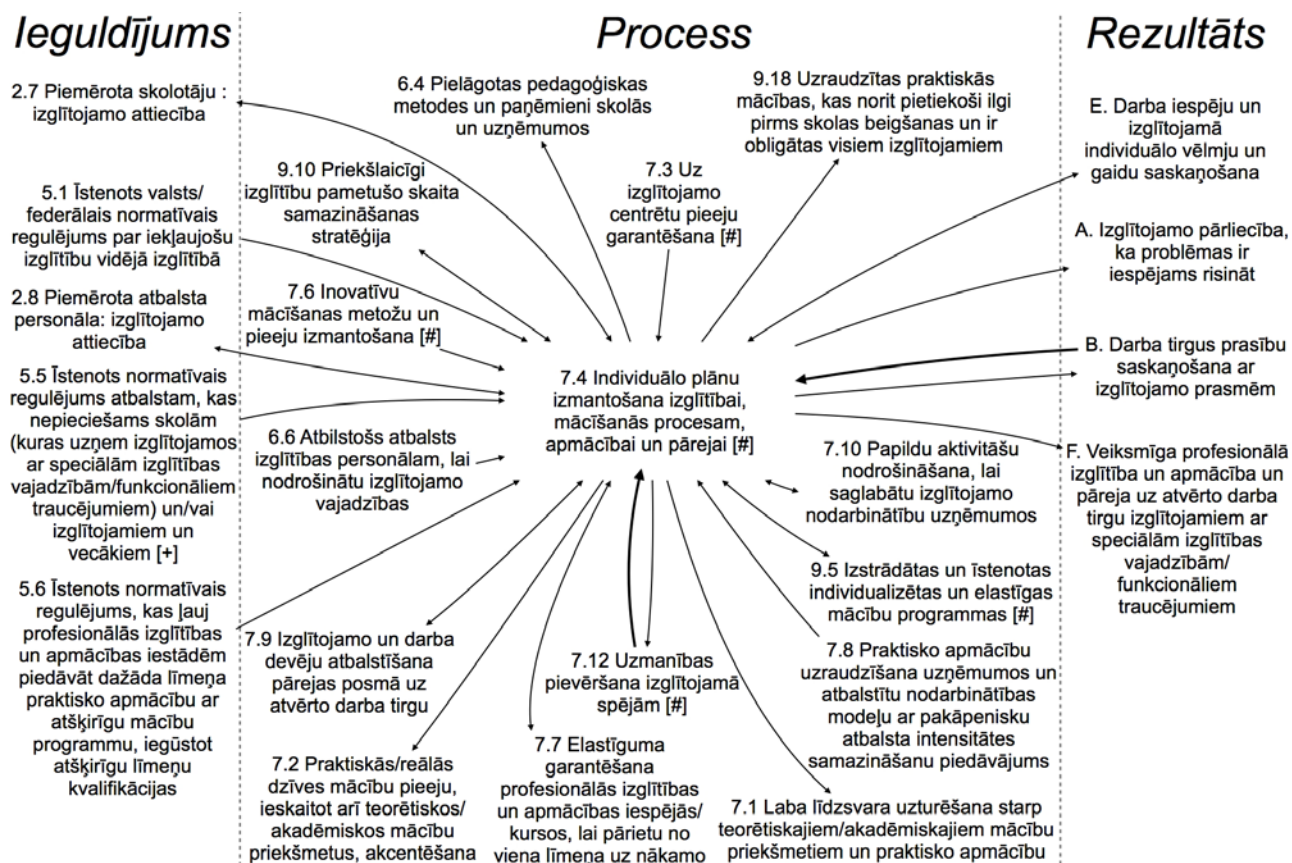 Ieguldījums
Process
Rezultāts
2.7 Piemērota skolotāju :
izglītojamo attiecība
5.1 Īstenots valsts/
federālais normatīvais
regulējums par iekļaujošu
izglītību vidējā izglītībā
2.8 Piemērota atbalsta
personāla: izglītojamo
attiecība
5.5 Īstenots normatīvais
regulējums atbalstam, kas
nepieciešams skolām
(kuras uzņem izglītojamos
ar speciālām izglītības
vajadzībām/funkcionāliem
traucējumiem) un/vai
izglītojamiem un
vecākiem [+]
5.6 Īstenots normatīvais
regulējums, kas ļauj
profesionālās izglītības
un apmācības iestādēm
piedāvāt dažāda līmeņa
praktisko apmācību ar
atšķirīgu mācību
programmu, iegūstot
atšķirīgu līmeņu
kvalifikācijas
6.4 Pielāgotas pedagoģiskas
metodes un paņēmieni skolās
un uzņēmumos
9.18 Uzraudzītas praktiskās
mācības, kas norit pietiekoši ilgi
pirms skolas beigšanas un ir
obligātas visiem izglītojamiem
9.10 Priekšlaicīgi
izglītību pametušo skaita
samazināšanas
stratēģija
7.3 Uz
izglītojamo
centrētu pieeju
garantēšana [#]
7.6 Inovatīvu
mācīšanas metožu un
pieeju izmantošana [#]
7.4 Individuālo plānu
izmantošana izglītībai,
mācīšanās procesam,
apmācībai un pārejai [#]
6.6 Atbilstošs atbalsts
izglītības personālam, lai
nodrošinātu izglītojamo
vajadzības
7.10 Papildu aktivitāšu
nodrošināšana, lai
saglabātu izglītojamo
nodarbinātību uzņēmumos
9.5 Izstrādātas un īstenotas
individualizētas un elastīgas
mācību programmas [#]
7.9 Izglītojamo un darba
devēju atbalstīšana
pārejas posmā uz
atvērto darba tirgu
7.12 Uzmanības
pievēršana izglītojamā
spējām [#]
7.8 Praktisko apmācību
uzraudzīšana uzņēmumos un
atbalstītu nodarbinātības
modeļu ar pakāpenisku
atbalsta intensitātes
samazināšanu piedāvājums
7.2 Praktiskās/reālās
dzīves mācību pieeju,
ieskaitot arī teorētiskos/
akadēmiskos mācību
priekšmetus, akcentēšana
7.7 Elastīguma
garantēšana
profesionālās izglītības
un apmācības iespējās/
kursos, lai pārietu no
viena līmeņa uz nākamo
7.1 Laba līdzsvara uzturēšana starp
teorētiskajiem/akadēmiskajiem mācību
priekšmetiem un praktisko apmācību
E. Darba iespēju un
izglītojamā
individuālo vēlmju un
gaidu saskaņošana
A. Izglītojamo pārliecība,
ka problēmas ir
iespējams risināt
B. Darba tirgus prasību
saskaņošana ar
izglītojamo prasmēm
F. Veiksmīga profesionālā
izglītība un apmācība un
pāreja uz atvērto darba
tirgu izglītojamiem ar
speciālām izglītības
vajadzībām/
funkcionāliem
traucējumiem